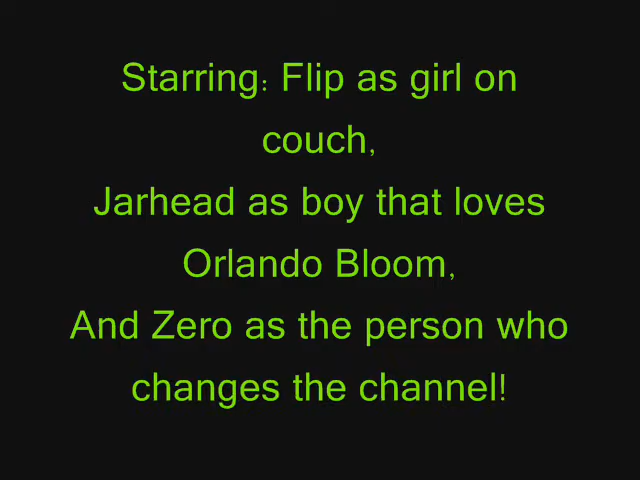 Starring: Flip as girl on
couch,
Jarhead as boy that loves
Orlando Bloom,
And Zero as the person who
changes the channel!